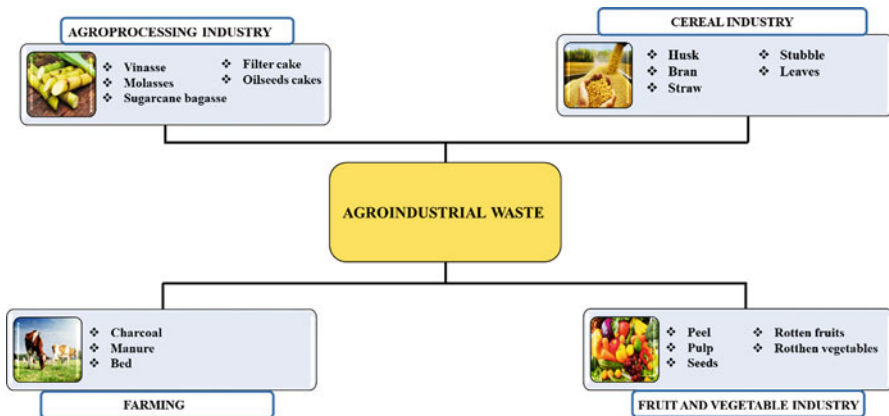 AGROPROCESSING INDUSTRY
❖ Vinasse
❖ Molasses
❖ Sugarcane bagasse
❖ Filter cake
❖ Oilseeds cakes
CEREAL INDUSTRY
❖ Husk
❖ Bran
❖ Straw
❖ Stubble
❖ Leaves
AGROINDUSTRIAL WASTE
❖ Charcoal
❖ Manure
❖ Bed
FARMING
❖ Peel
❖ Pulp
❖ Seeds
❖ Rotten fruits
❖ Rotthen vegetables
FRUIT AND VEGETABLE INDUSTRY